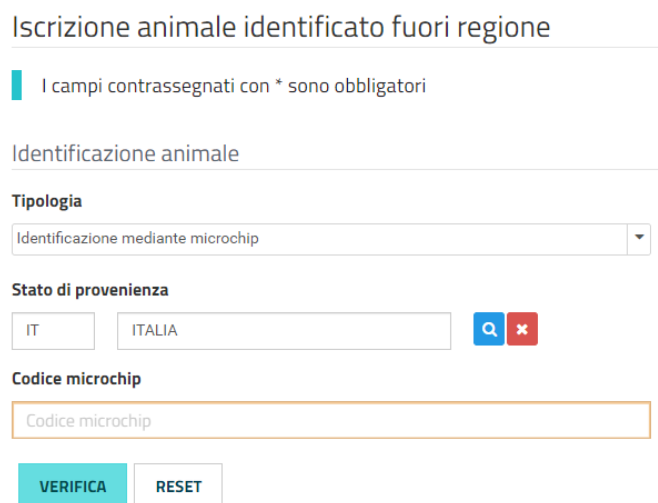 Iscrizione animale identificato fuori regione
I campi contrassegnati con * sono obbligatori
Identificazione animale
Tipologia
Identificazione mediante microchip
Stato di provenienza
IT ITALIA
Codice microchip
Codice microchip
VERIFICA RESET